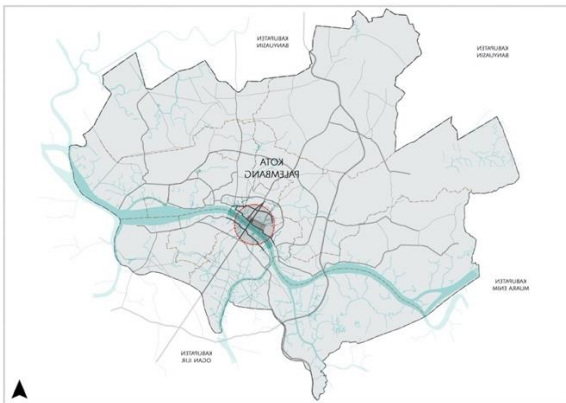 KABUPATEN
BANYUASIN
KABUPATEN
BANYUASIN
KOTA
PALEMBANG
KABUPATEN
MUARA ENIM
KABUPATEN
OGAN ILIR